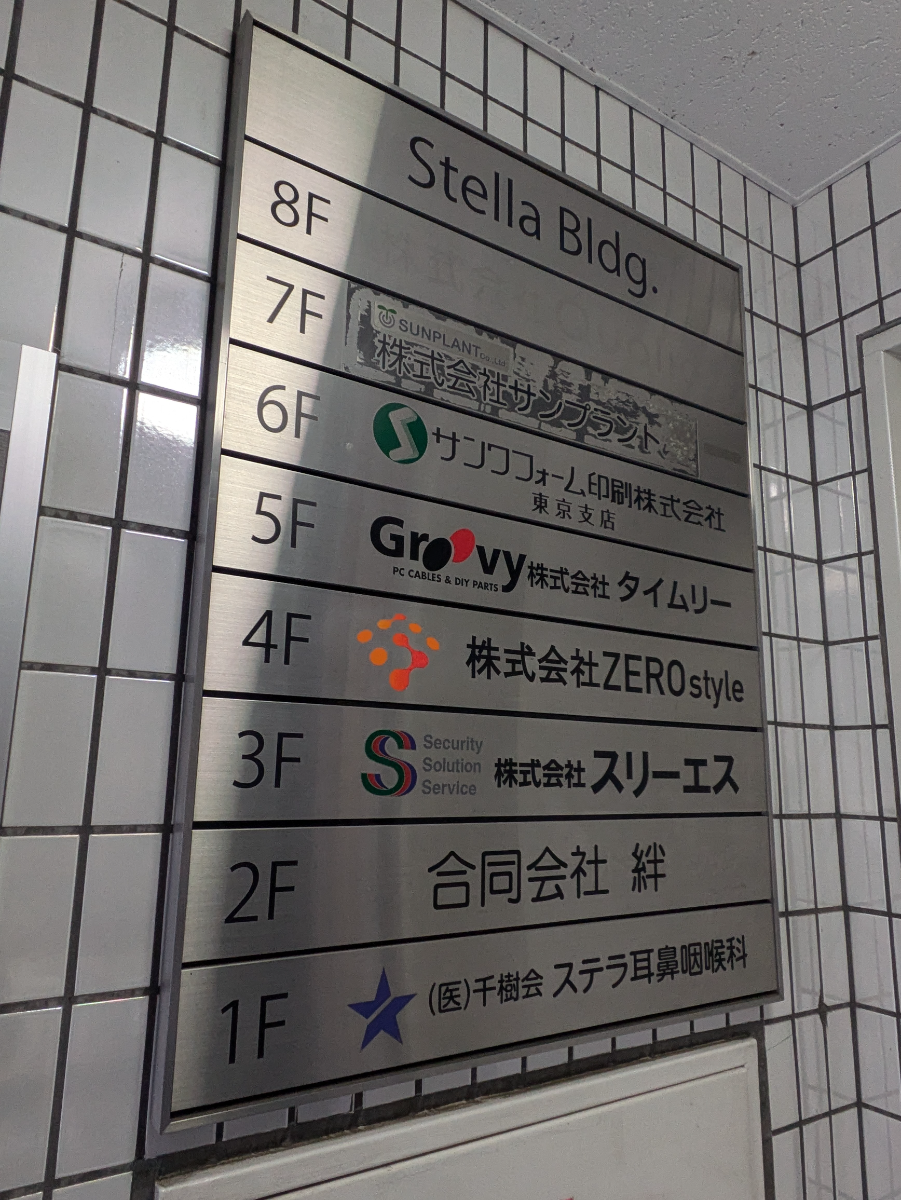 Stella Bldg.
8F
7F SUNPLANT Co.,Ltd.
株式会社サンプラント
6F サンワフォーム印刷株式会社
東京支店
5F Groovy 株式会社 タイムリー
PC CABLES & DIY PARTS
4F 株式会社ZEROstyle
3F S Security
Solution
Service
株式会社スリーエス
2F 合同会社 絆
1F (医)千樹会 ステラ耳鼻咽喉科